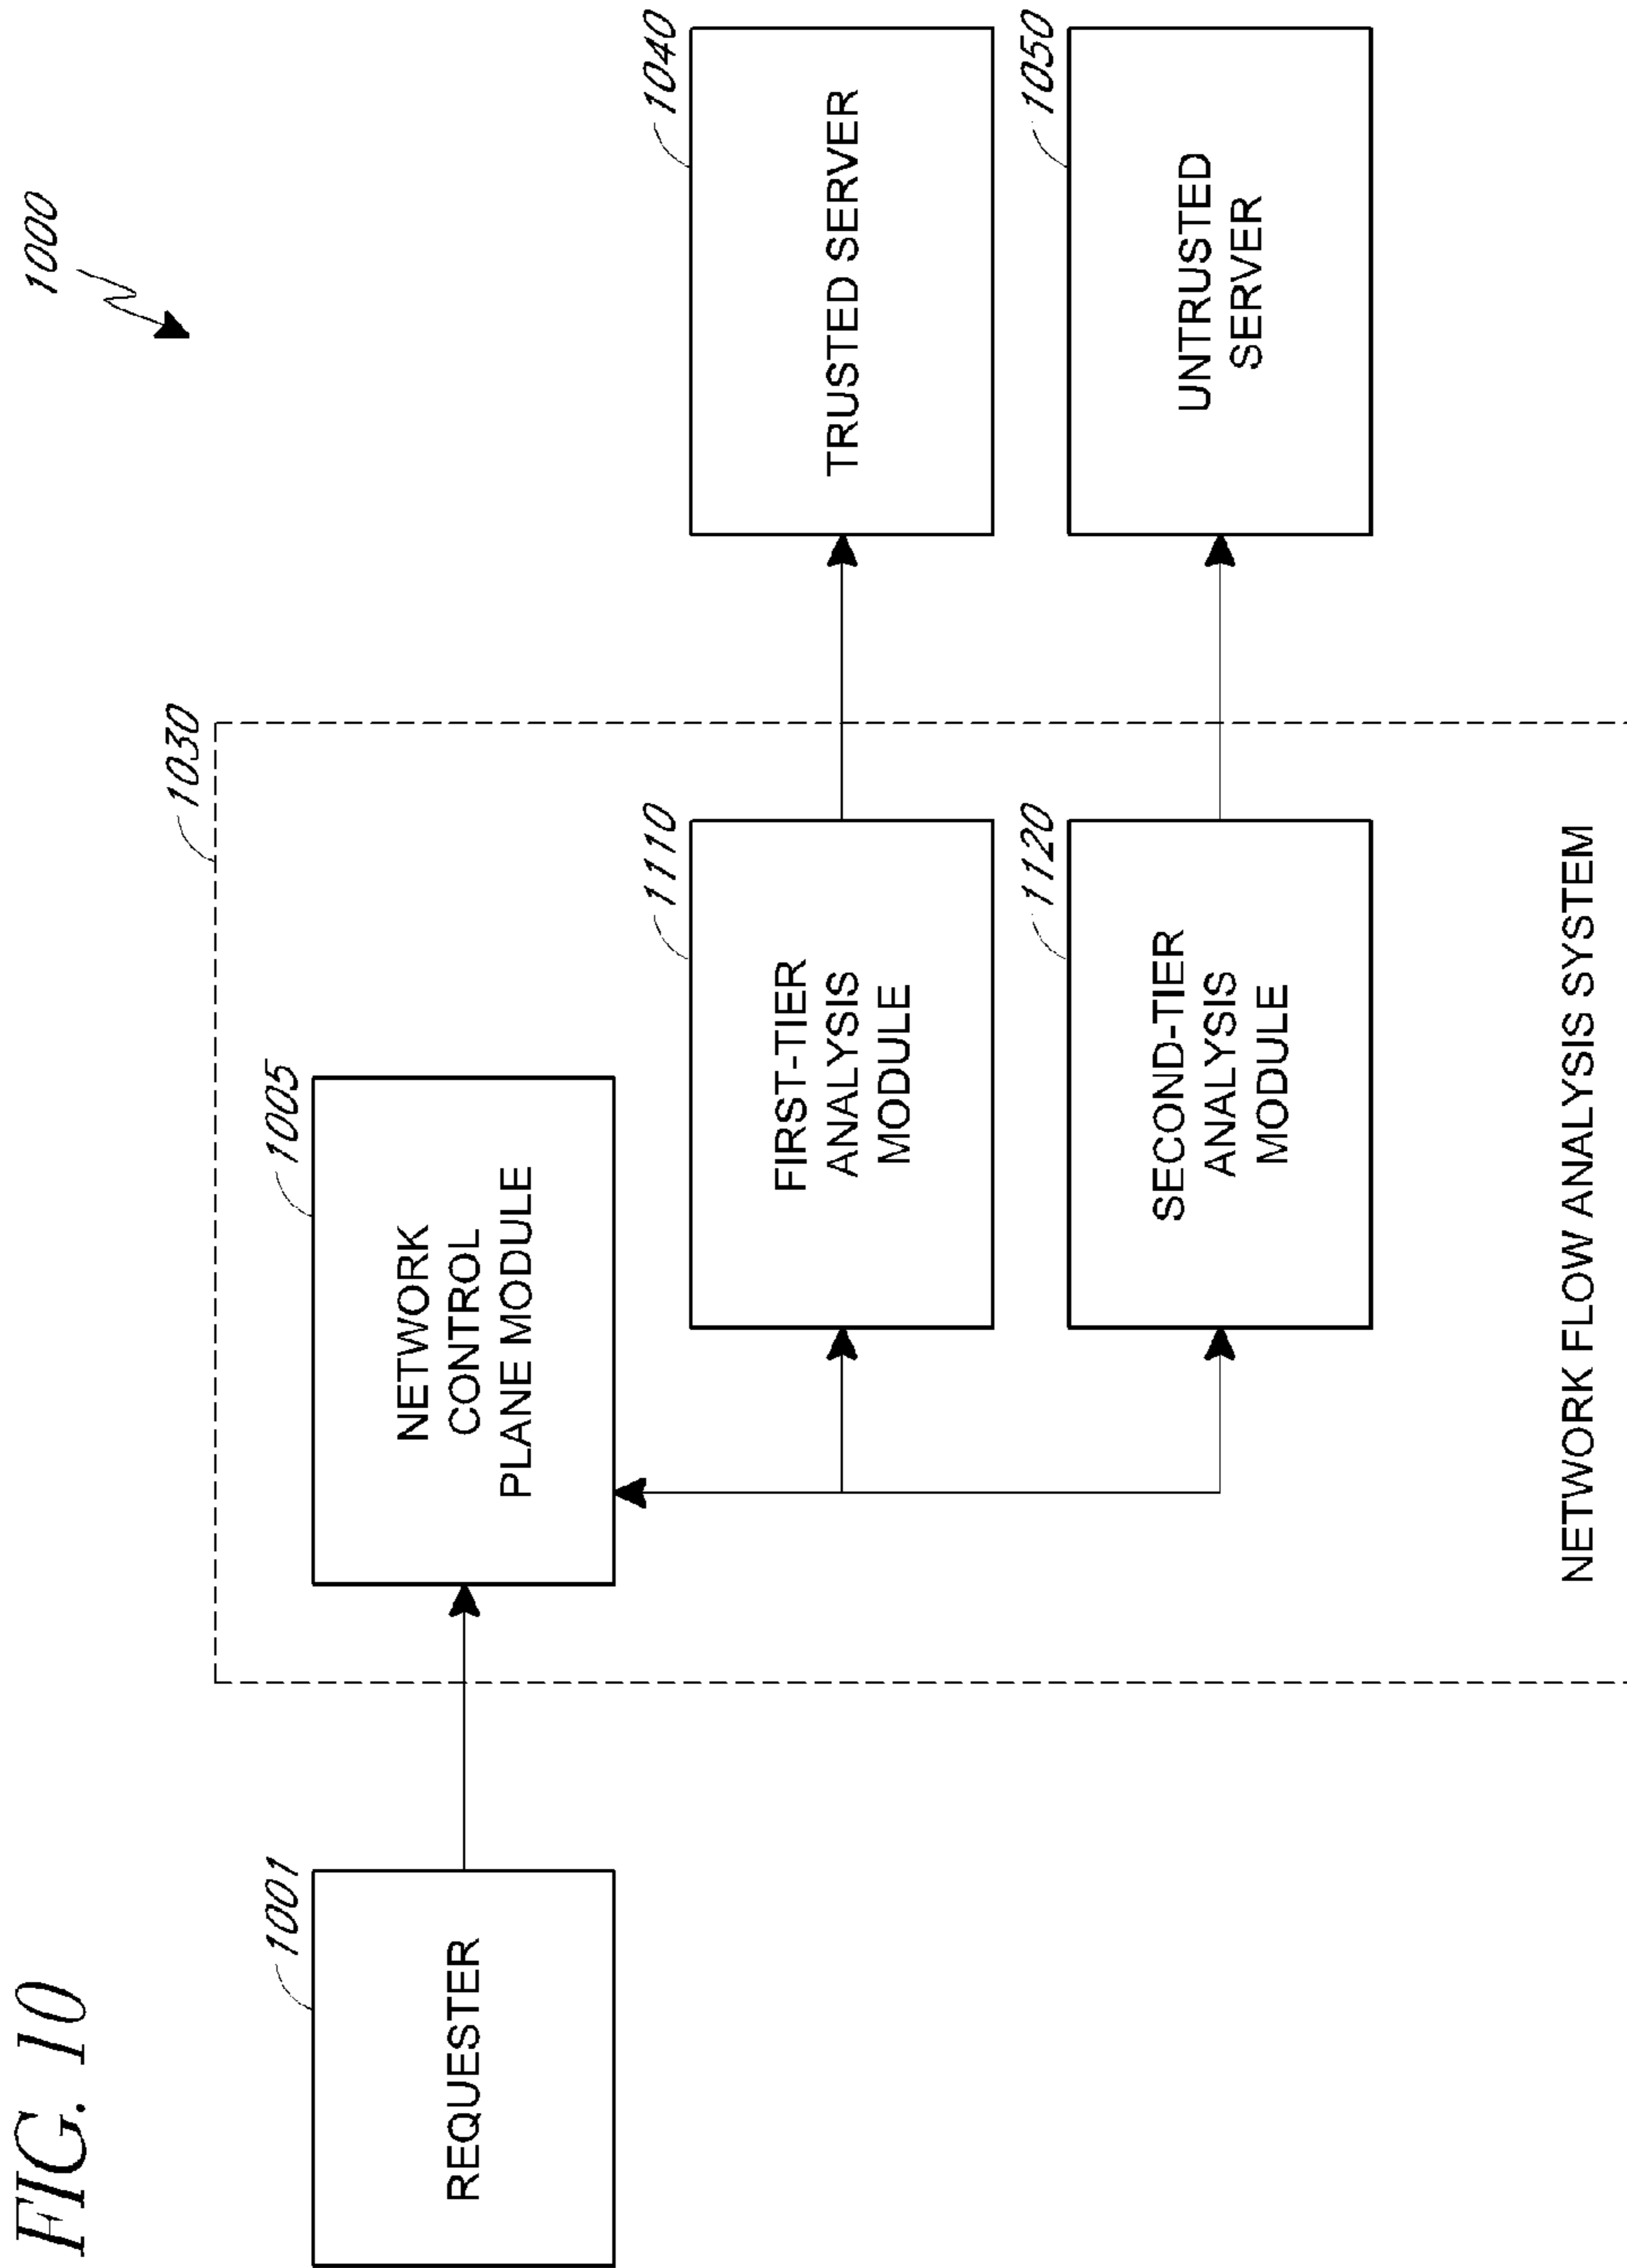 FIG. 10
1000
1030
1001
REQUESTER
1005
NETWORK
CONTROL
PLANE MODULE
1110
FIRST-TIER
ANALYSIS
MODULE
1040
TRUSTED SERVER
1120
SECOND-TIER
ANALYSIS
MODULE
1050
UNTRUSTED
SERVER
NETWORK FLOW ANALYSIS SYSTEM